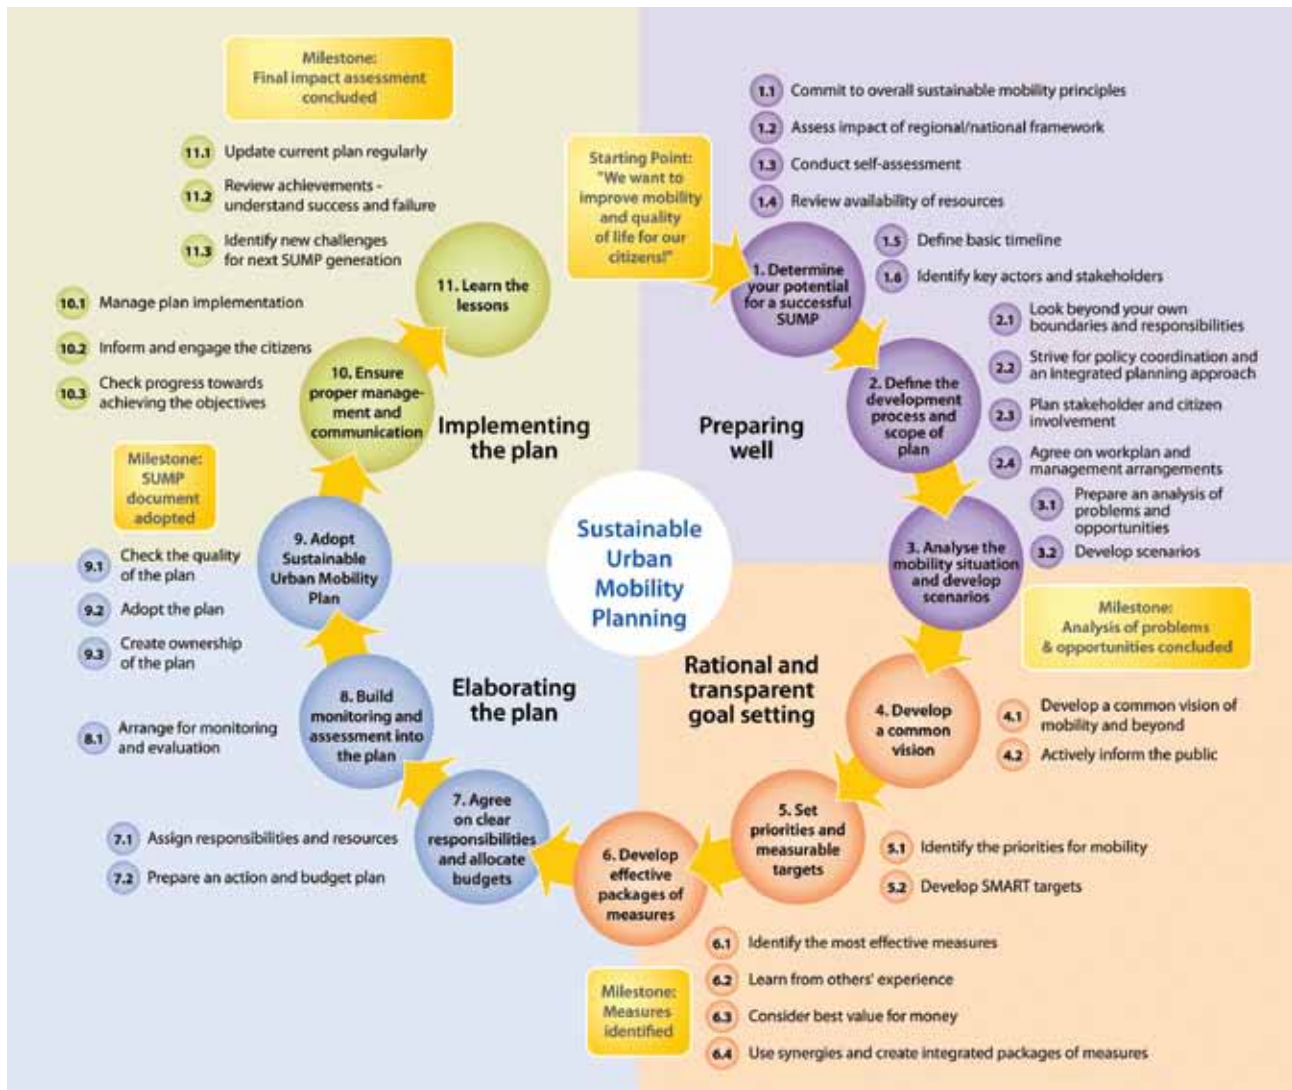 Milestone:
Final impact assessment
concluded
11.1 Update current plan regularly
11.2 Review achievements -
understand success and failure
11.3 Identify new challenges
for next SUMP generation
11. Learn the
lessons
10.1 Manage plan implementation
10.2 Inform and engage the citizens
10.3 Check progress towards
achieving the objectives
10. Ensure
proper manage-
ment and
communication
Implementing
the plan
Starting Point:
"We want to
improve mobility
and quality
of life for our
citizens!"
1.1 Commit to overall sustainable mobility principles
1.2 Assess impact of regional/national framework
1.3 Conduct self-assessment
1.4 Review availability of resources
1.5 Define basic timeline
1.6 Identify key actors and stakeholders
1. Determine
your potential
for a successful
SUMP
2.1 Look beyond your own
boundaries and responsibilities
2.2 Strive for policy coordination and
an integrated planning approach
2.3 Plan stakeholder and citizen
involvement
2.4 Agree on workplan and
management arrangements
2. Define the
development
process and
scope of
plan
Preparing
well
3.1 Prepare an analysis of
problems and
opportunities
3.2 Develop scenarios
3. Analyse the
mobility situation
and develop
scenarios
Milestone:
Analysis of problems
& opportunities concluded
Sustainable
Urban
Mobility
Planning
Milestone:
SUMP
document
adopted
9.1 Check the quality
of the plan
9.2 Adopt the plan
9.3 Create ownership
of the plan
9. Adopt
Sustainable
Urban Mobility
Plan
8. Build
monitoring and
assessment into
the plan
8.1 Arrange for monitoring
and evaluation
Elaborating
the plan
Rational and
transparent
goal setting
4. Develop
a common
vision
4.1 Develop a common vision of
mobility and beyond
4.2 Actively inform the public
5. Set
priorities and
measurable
targets
5.1 Identify the priorities for mobility
5.2 Develop SMART targets
7. Agree
on clear
responsibilities
and allocate
budgets
7.1 Assign responsibilities and resources
7.2 Prepare an action and budget plan
6. Develop
effective
packages of
measures
6.1 Identify the most effective measures
6.2 Learn from others' experience
6.3 Consider best value for money
6.4 Use synergies and create integrated packages of measures
Milestone:
Measures
identified